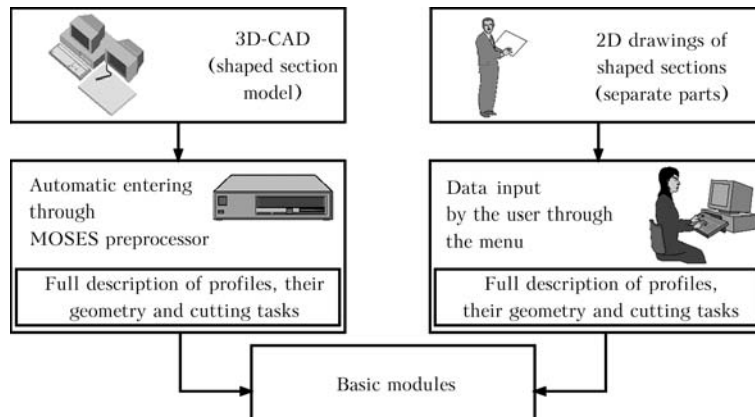 3D-CAD
(shaped section
model)
2D drawings of
shaped sections
(separate parts)
Automatic entering
through
MOSES preprocessor
Full description of profiles, their
geometry and cutting tasks
Data input
by the user through
the menu
Full description of profiles,
their geometry and cutting tasks
Basic modules